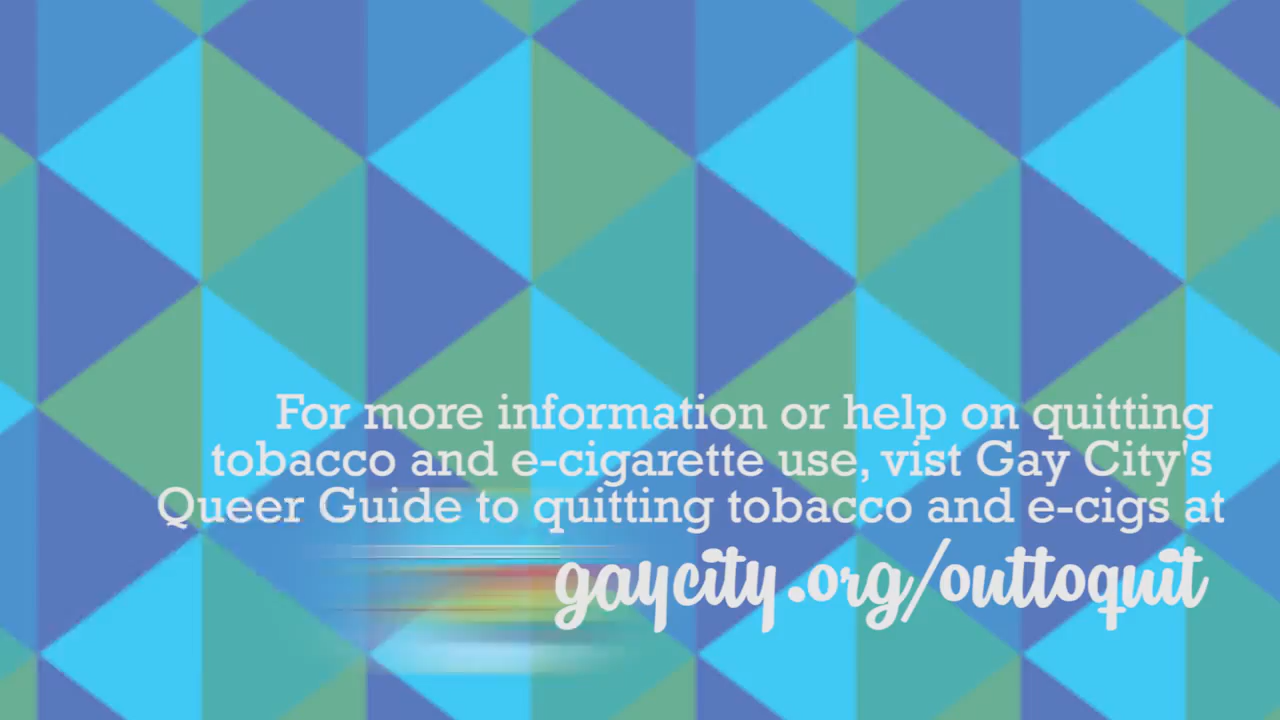 For more information or help on quitting
tobacco and e-cigarette use, vist Gay City's
Queer Guide to quitting tobacco and e-cigs at
gaycity.org/outtoquit